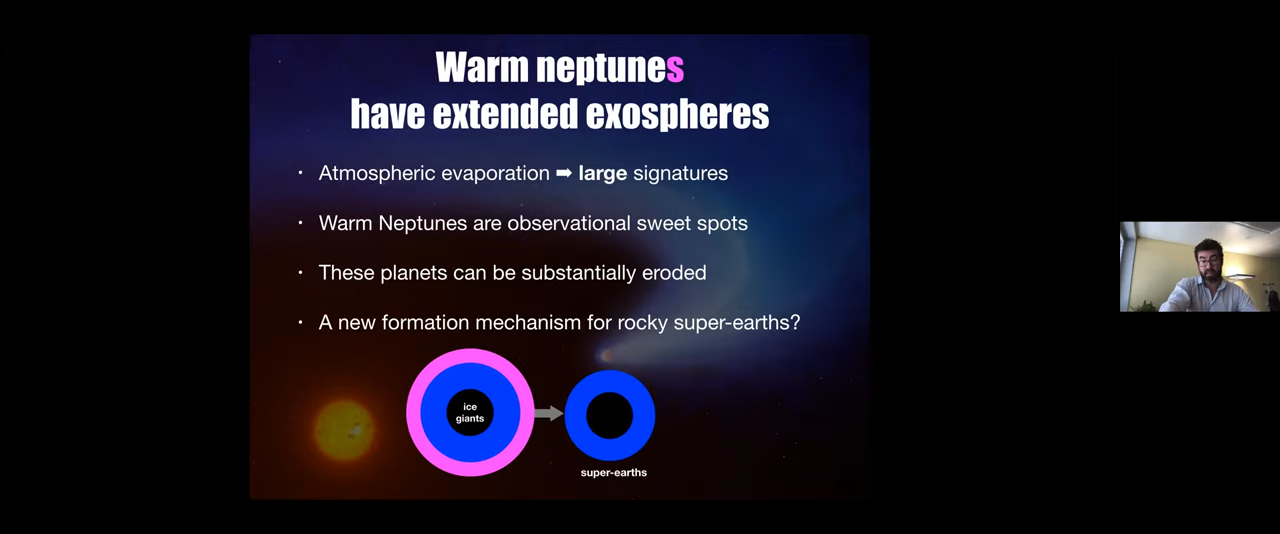 Warm neptunes
have extended exospheres
• Atmospheric evaporation ➡ large signatures
• Warm Neptunes are observational sweet spots
• These planets can be substantially eroded
• A new formation mechanism for rocky super-earths?
ice
giants
super-earths